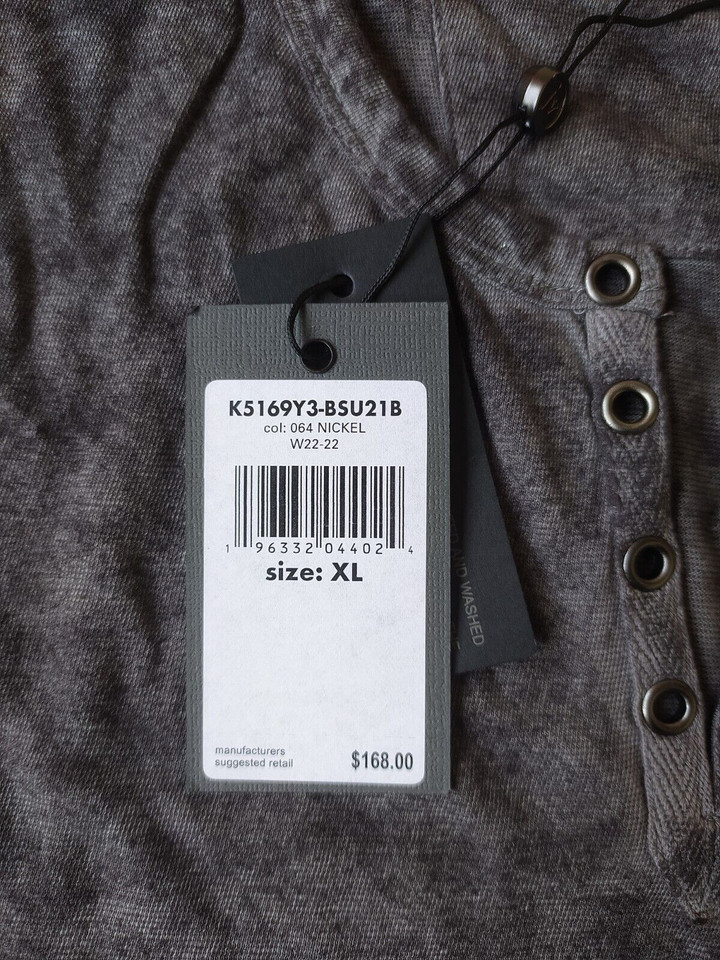 K5169Y3-BSU21B
col: 064 NICKEL
W22-22
1 96332 04402 4
size: XL
manufacturers
suggested retail
$168.00
AND WASHED